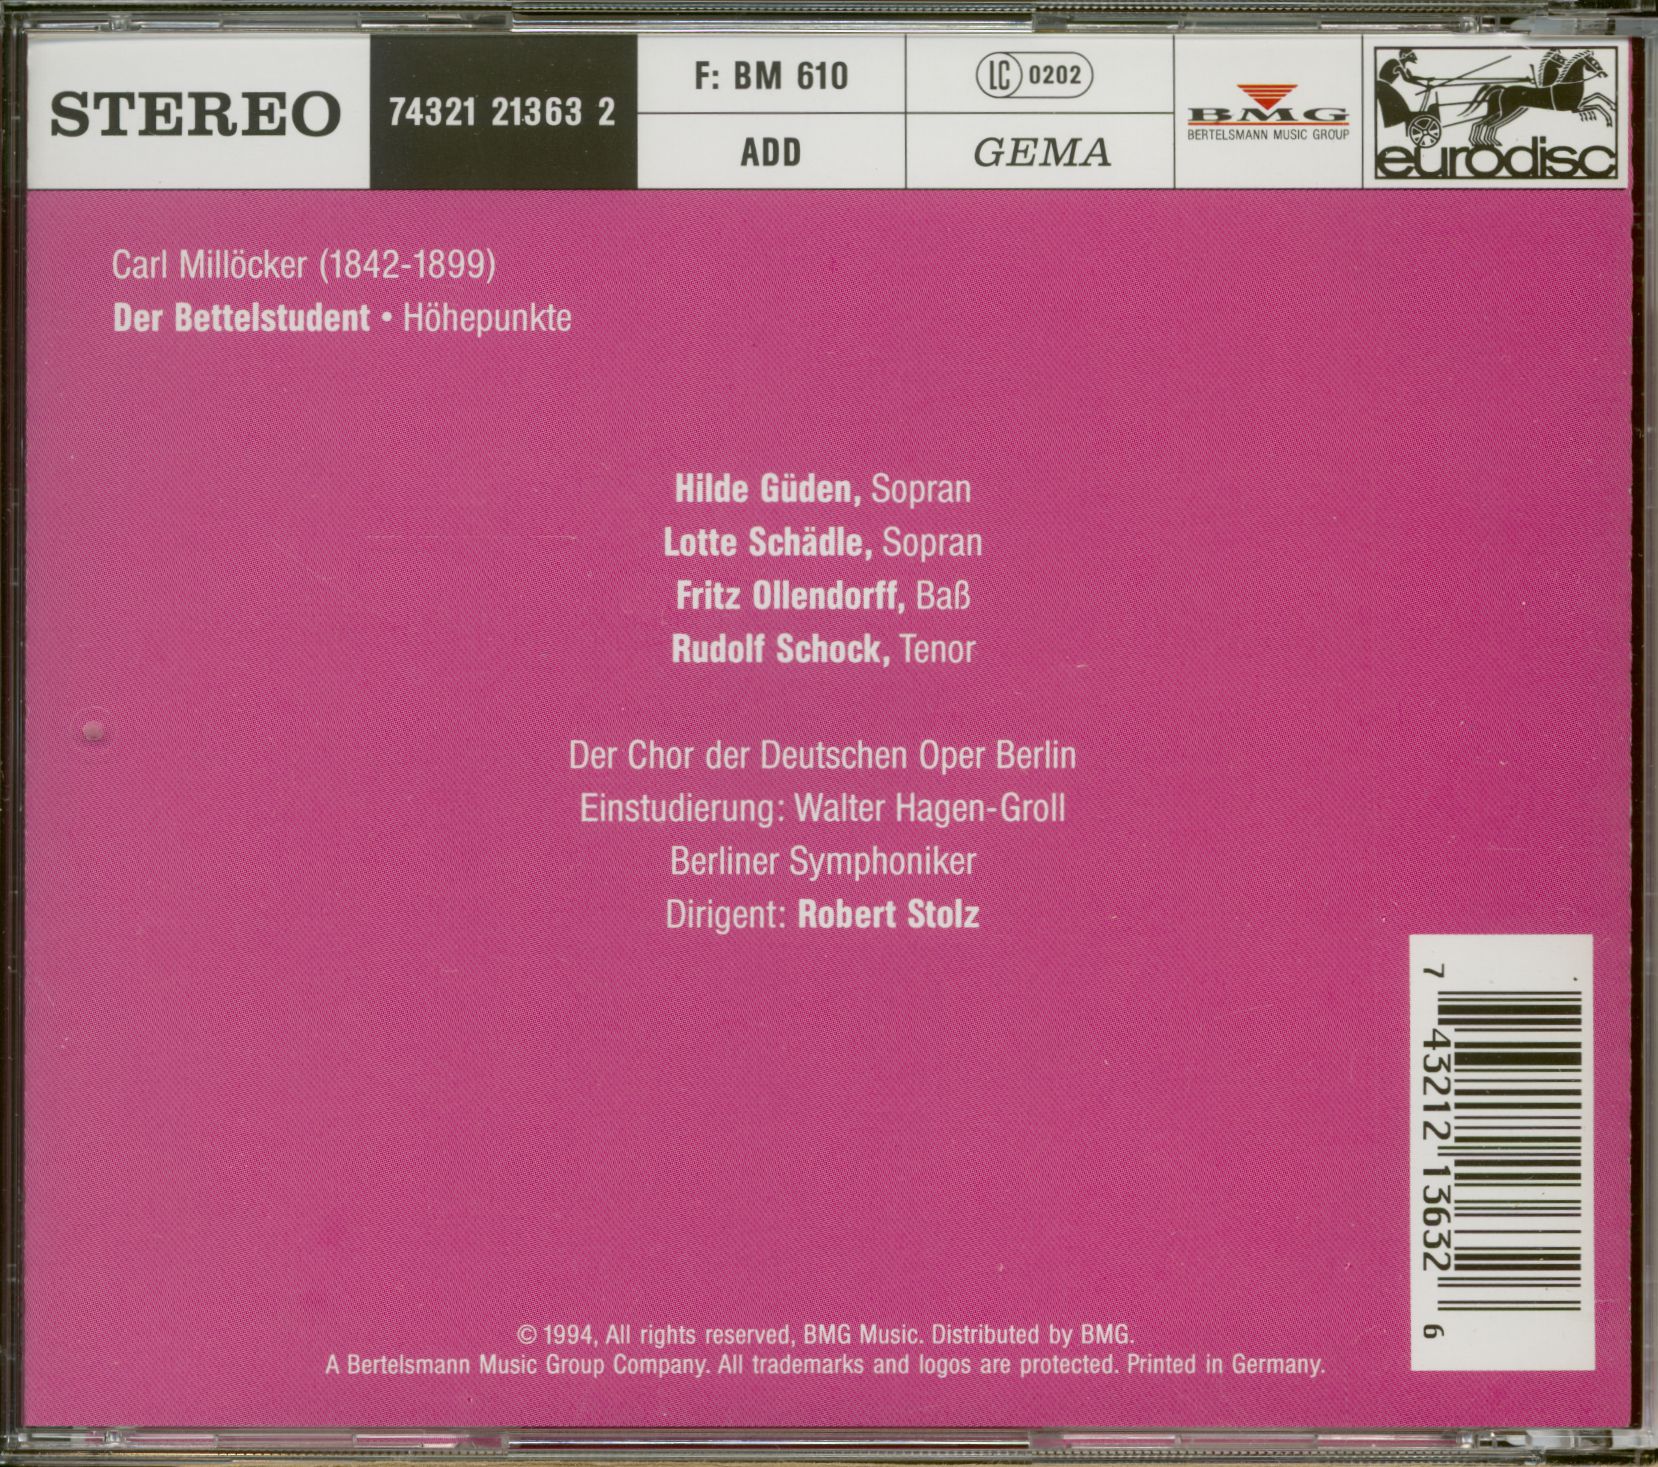 STEREO
74321 21363 2
F: BM 610
ADD
LC 0202
GEMA
BMG
BERTELSMANN MUSIC GROUP
eurodisc
Carl Millöcker (1842-1899)
Der Bettelstudent • Höhepunkte
Hilde Güden, Sopran
Lotte Schädle, Sopran
Fritz Ollendorff, Baß
Rudolf Schock, Tenor
Der Chor der Deutschen Oper Berlin
Einstudierung: Walter Hagen-Groll
Berliner Symphoniker
Dirigent: Robert Stolz
7 43212 13632 6
© 1994, All rights reserved, BMG Music. Distributed by BMG.
A Bertelsmann Music Group Company. All trademarks and logos are protected. Printed in Germany.